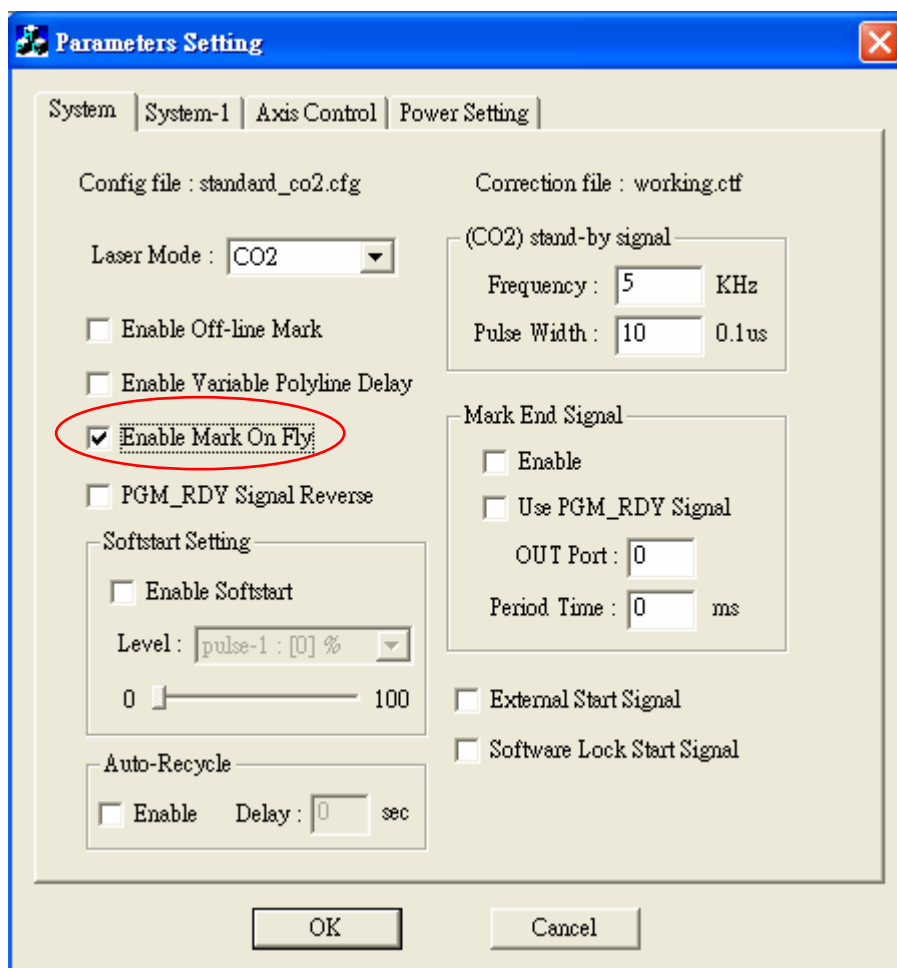 Parameters Setting
System System-1 Axis Control Power Setting
Config file : standard_co2.cfg
Correction file : working.ctf
Laser Mode : CO2
Enable Off-line Mark
Enable Variable Polyline Delay
Enable Mark On Fly
PGM_RDY Signal Reverse
Softstart Setting
Enable Softstart
Level : pulse-1 : [0] %
0 100
Auto-Recycle
Enable Delay : 0 sec
(CO2) stand-by signal
Frequency : 5 KHz
Pulse Width : 10 0.1us
Mark End Signal
Enable
Use PGM_RDY Signal
OUT Port : 0
Period Time : 0 ms
External Start Signal
Software Lock Start Signal
OK Cancel